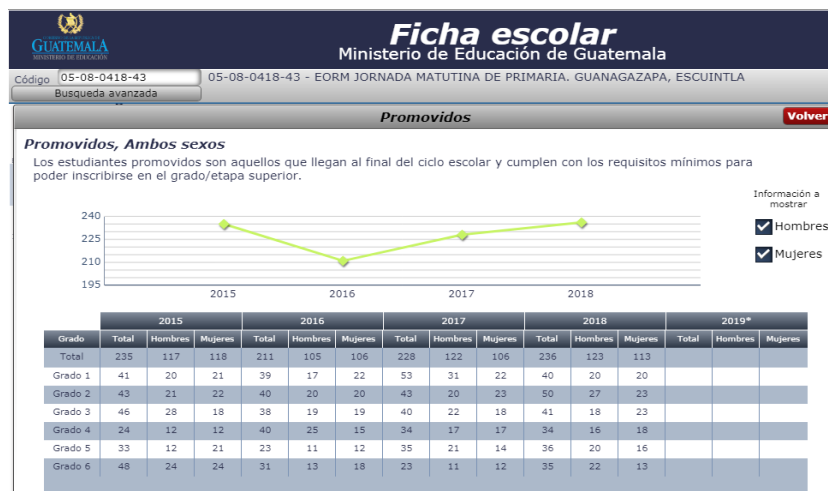 GUATEMALA
MINISTERIO DE EDUCACIÓN
Ficha escolar
Ministerio de Educación de Guatemala
Código 05-08-0418-43 05-08-0418-43 - EORM JORNADA MATUTINA DE PRIMARIA. GUANAGAZAPA, ESCUINTLA
Busqueda avanzada
Promovidos Volver
Promovidos, Ambos sexos
Los estudiantes promovidos son aquellos que llegan al final del ciclo escolar y cumplen con los requisitos mínimos para
poder inscribirse en el grado/etapa superior.
Información a
mostrar
Hombres
Mujeres
240
225
210
195
2015 2016 2017 2018
2015 2016 2017 2018 2019*
Grado Total Hombres Mujeres Total Hombres Mujeres Total Hombres Mujeres Total Hombres Mujeres Total Hombres Mujeres
Total 235 117 118 211 105 106 228 122 106 236 123 113
Grado 1 41 20 21 39 17 22 53 31 22 40 20 20
Grado 2 43 21 22 40 20 20 43 20 23 50 27 23
Grado 3 46 28 18 38 19 19 40 22 18 41 18 23
Grado 4 24 12 12 40 25 15 34 17 17 34 16 18
Grado 5 33 12 21 23 11 12 35 21 14 36 20 16
Grado 6 48 24 24 31 13 18 23 11 12 35 22 13